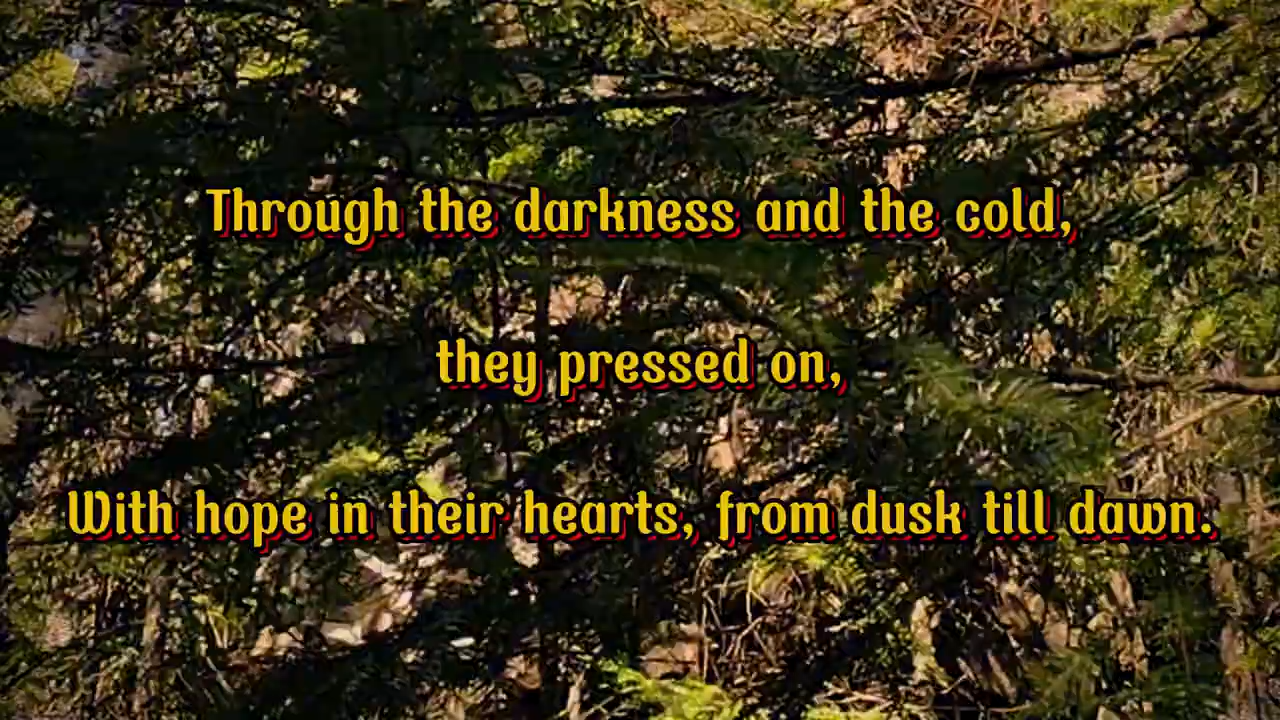 Through the darkness and the cold,
they pressed on,
With hope in their hearts, from dusk till dawn.